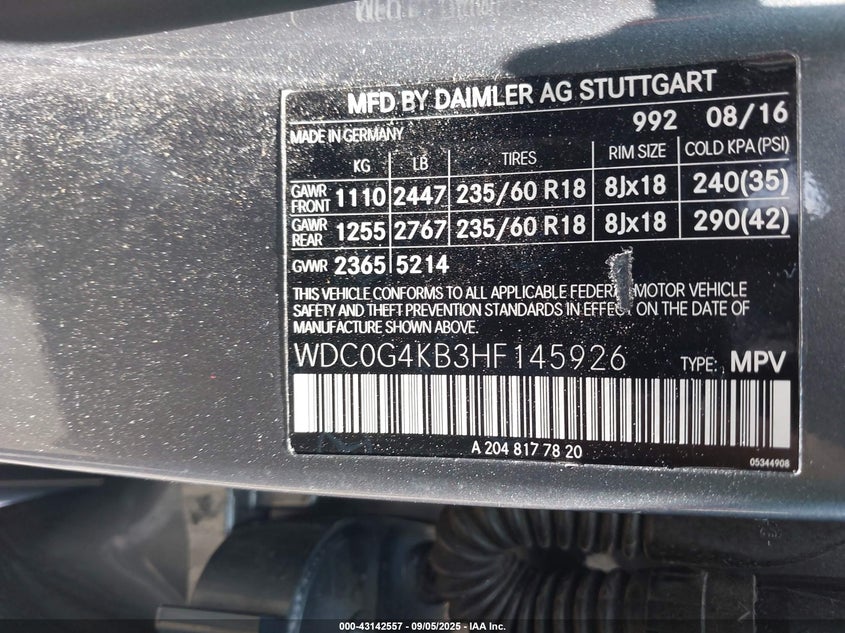 MFD BY DAIMLER AG STUTTGART
MADE IN GERMANY 992 08/16
KG LB TIRES RIM SIZE COLD KPA (PSI)
GAWR FRONT 1110 2447 235/60 R18 8Jx18 240(35)
GAWR REAR 1255 2767 235/60 R18 8Jx18 290(42)
GVWR 2365 5214
THIS VEHICLE CONFORMS TO ALL APPLICABLE MOTOR VEHICLE
SAFETY AND THEFT PREVENTION STANDARDS IN ON THE DATE OF
MANUFACTURE SHOWN ABOVE.
WDC0G4KB3HF145926 TYPE: MPV
A 204 817 78 20
05344908
000-43142557 - 09/05/2025 - IAA Inc.